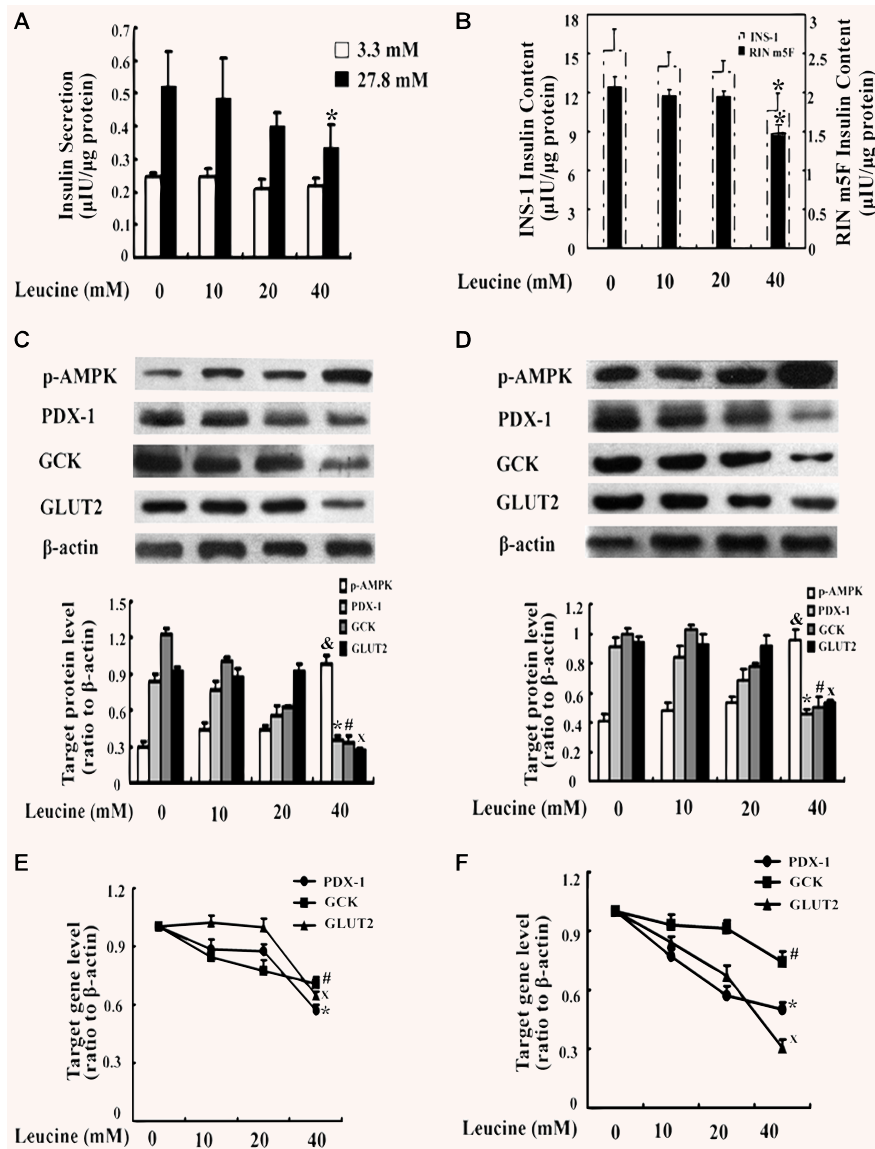 A
Insulin Secretion
(μIU/μg protein)
0.7
0.6
0.5
0.4
0.3
0.2
0.1
0
3.3 mM
27.8 mM
*
Leucine (mM) 0 10 20 40
B
INS-1 Insulin Content
(μIU/μg protein)
18
15
12
9
6
3
0
INS-1
RIN m5F
*
*
3
2.5
2
1.5
1
0.5
0
RIN m5F Insulin Content
(μIU/μg protein)
Leucine (mM) 0 10 20 40
C
p-AMPK
PDX-1
GCK
GLUT2
β-actin
Target protein level
(ratio to β-actin)
1.5
1.2
0.9
0.6
0.3
0
p-AMPK
PDX-1
GCK
GLUT2
&
* # x
Leucine (mM) 0 10 20 40
D
p-AMPK
PDX-1
GCK
GLUT2
β-actin
Target protein level
(ratio to β-actin)
1.2
1
0.8
0.6
0.4
0.2
0
p-AMPK
PDX-1
GCK
GLUT2
&
* # x
Leucine (mM) 0 10 20 40
E
Target gene level
(ratio to β-actin)
1.2
0.9
0.6
0.3
0
PDX-1
GCK
GLUT2
#
x
*
Leucine (mM) 0 10 20 40
F
Target gene level
(ratio to β-actin)
1.2
0.9
0.6
0.3
0
PDX-1
GCK
GLUT2
#
*
x
Leucine (mM) 0 10 20 40